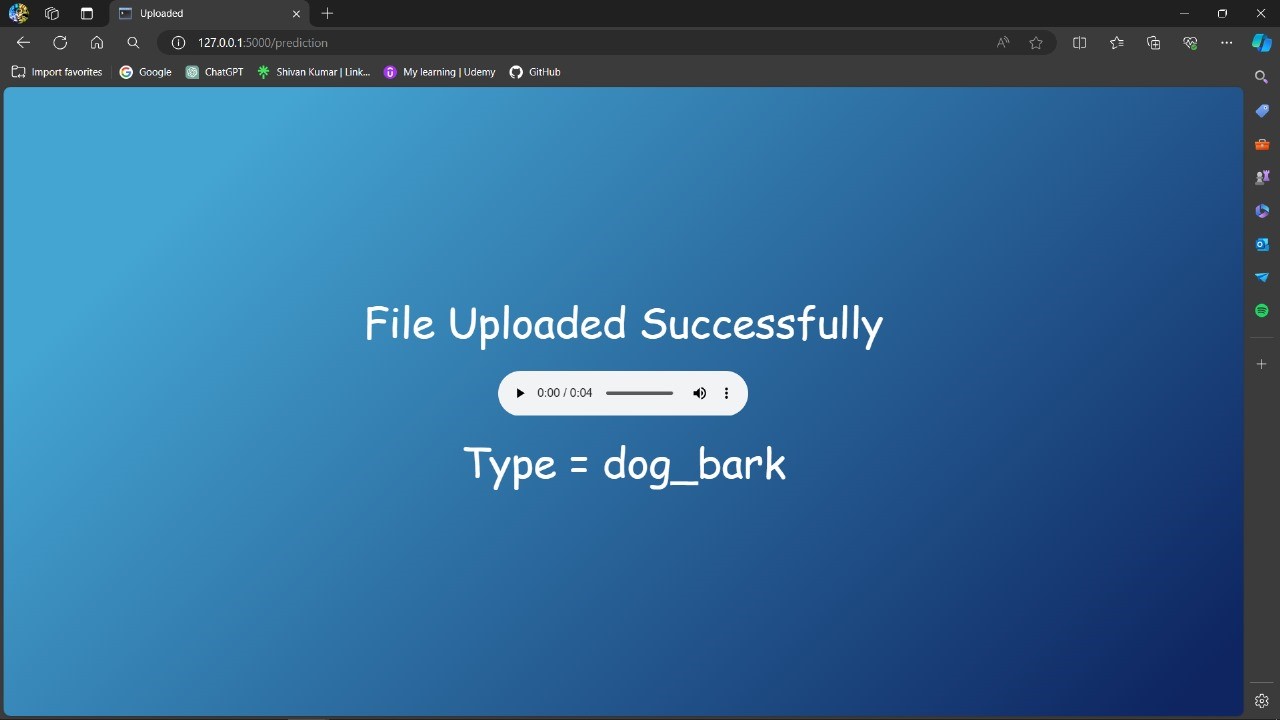 Uploaded
127.0.0.1:5000/prediction
Import favorites
Google
ChatGPT
Shivan Kumar | Link...
My learning | Udemy
GitHub
File Uploaded Successfully
0:00 / 0:04
Type = dog_bark